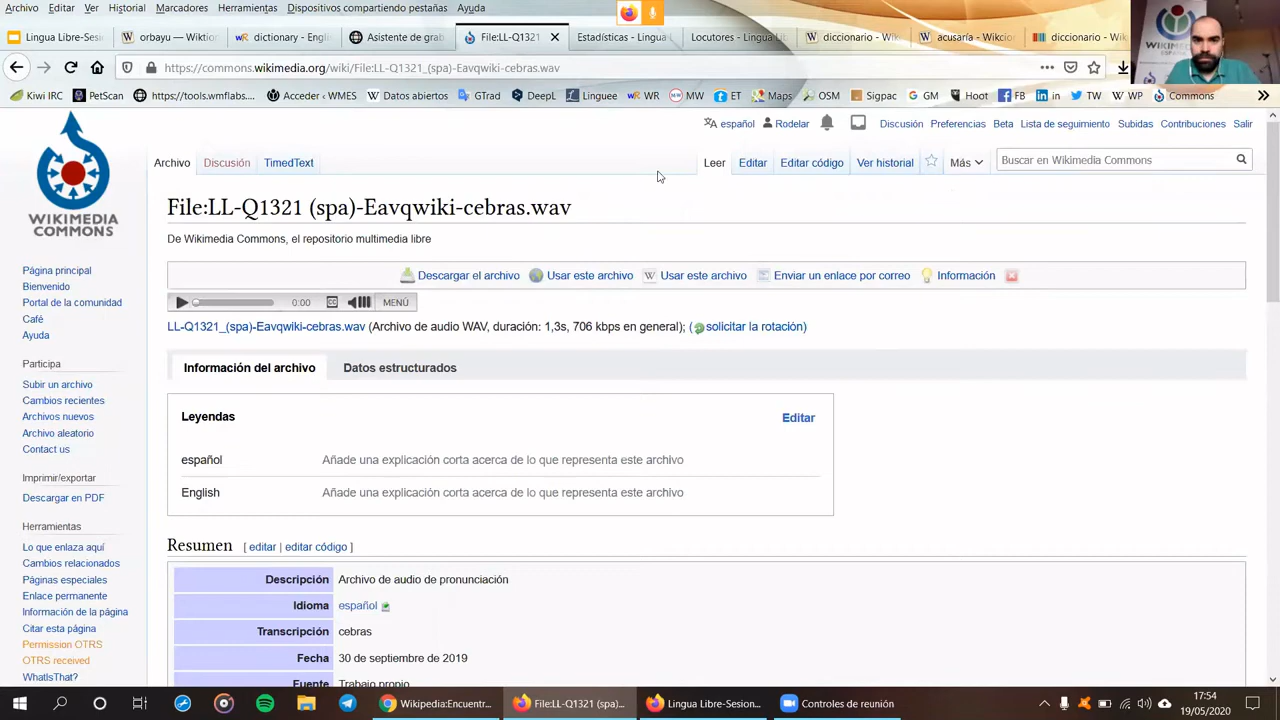 Archivo Editar Ver Historial Marcadores Herramientas Dispositivos compartiendo pestañas Ayuda
Lingua Libre-Sesi orbayu — Wiktio dictionary - Engli Asistente de grab File:LL-Q1321 Estadísticas - Lingua L Locutores - Lingua Lib diccionario - Wik acusaría - Wikcion diccionario
https://commons.wikimedia.org/wiki/File:LL-Q1321_(spa)-Eavqwiki-cebras.wav
Kiwi IRC PetScan https://tools.wmflabs... Acceder ‹ WMES Datos abiertos GTrad DeepL Linguee WR MW ET Maps OSM Sigpac GM Hoot FB in TW WP Commons
WIKIMEDIA
español Rodelar Discusión Preferencias Beta Lista de seguimiento Subidas Contribuciones Salir
Archivo Discusión TimedText Leer Editar Editar código Ver historial Más Buscar en Wikimedia Commons
WIKIMEDIA
COMMONS
File:LL-Q1321 (spa)-Eavqwiki-cebras.wav
De Wikimedia Commons, el repositorio multimedia libre
Descargar el archivo Usar este archivo Usar este archivo Enviar un enlace por correo Información
0:00 CC MENÚ
LL-Q1321_(spa)-Eavqwiki-cebras.wav (Archivo de audio WAV, duración: 1,3s, 706 kbps en general); (solicitar la rotación)
Información del archivo Datos estructurados
Leyendas Editar
español Añade una explicación corta acerca de lo que representa este archivo
English Añade una explicación corta acerca de lo que representa este archivo
Resumen [ editar | editar código ]
Descripción Archivo de audio de pronunciación
Idioma español
Transcripción cebras
Fecha 30 de septiembre de 2019
Fuente Trabajo propio
Página principal
Bienvenido
Portal de la comunidad
Café
Ayuda
Participa
Subir un archivo
Cambios recientes
Archivos nuevos
Archivo aleatorio
Contact us
Imprimir/exportar
Descargar en PDF
Herramientas
Lo que enlaza aquí
Cambios relacionados
Páginas especiales
Enlace permanente
Información de la página
Citar esta página
Permission OTRS
OTRS received
WhatIsThat?
Wikipedia:Encuentr... File:LL-Q1321 (spa)... Lingua Libre-Sesion... Controles de reunión
17:54
19/05/2020